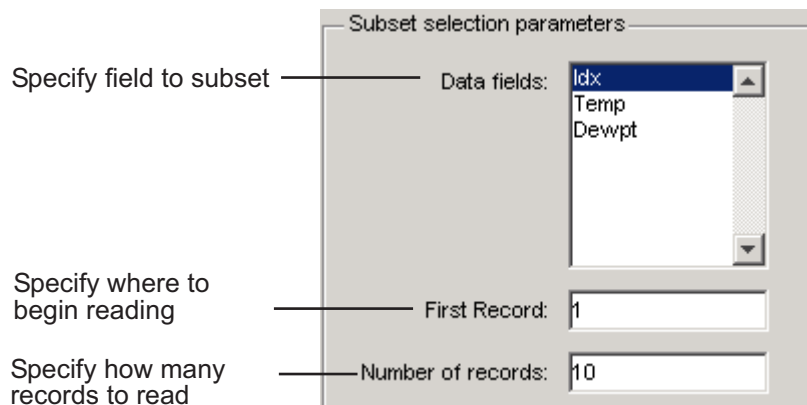 Subset selection parameters
Specify field to subset
Data fields:
Idx
Temp
Dewpt
Specify where to
begin reading
First Record:
1
Specify how many
records to read
Number of records:
10